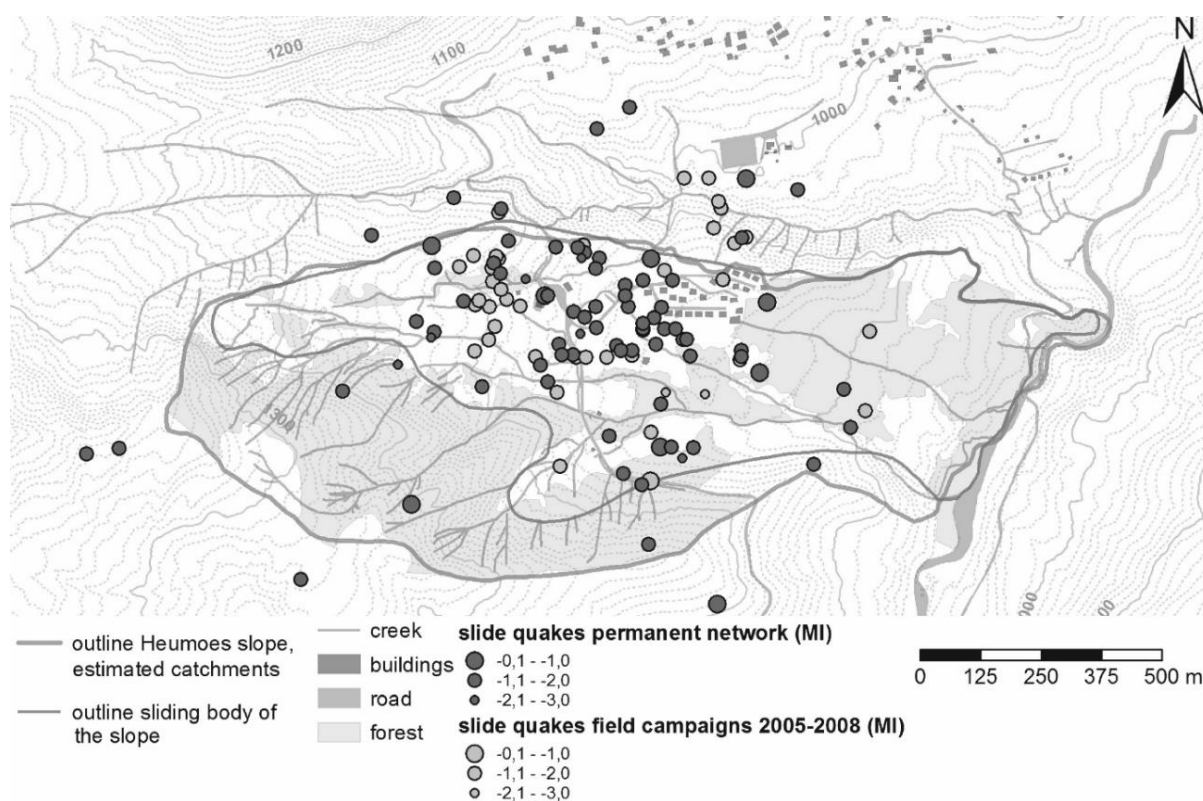 N
1200
1100
1000
1300
000
outline Heumoes slope,
estimated catchments
outline sliding body of
the slope
creek
buildings
road
forest
slide quakes permanent network (Ml)
-0,1 - -1,0
-1,1 - -2,0
-2,1 - -3,0
slide quakes field campaigns 2005-2008 (Ml)
-0,1 - -1,0
-1,1 - -2,0
-2,1 - -3,0
0 125 250 375 500 m